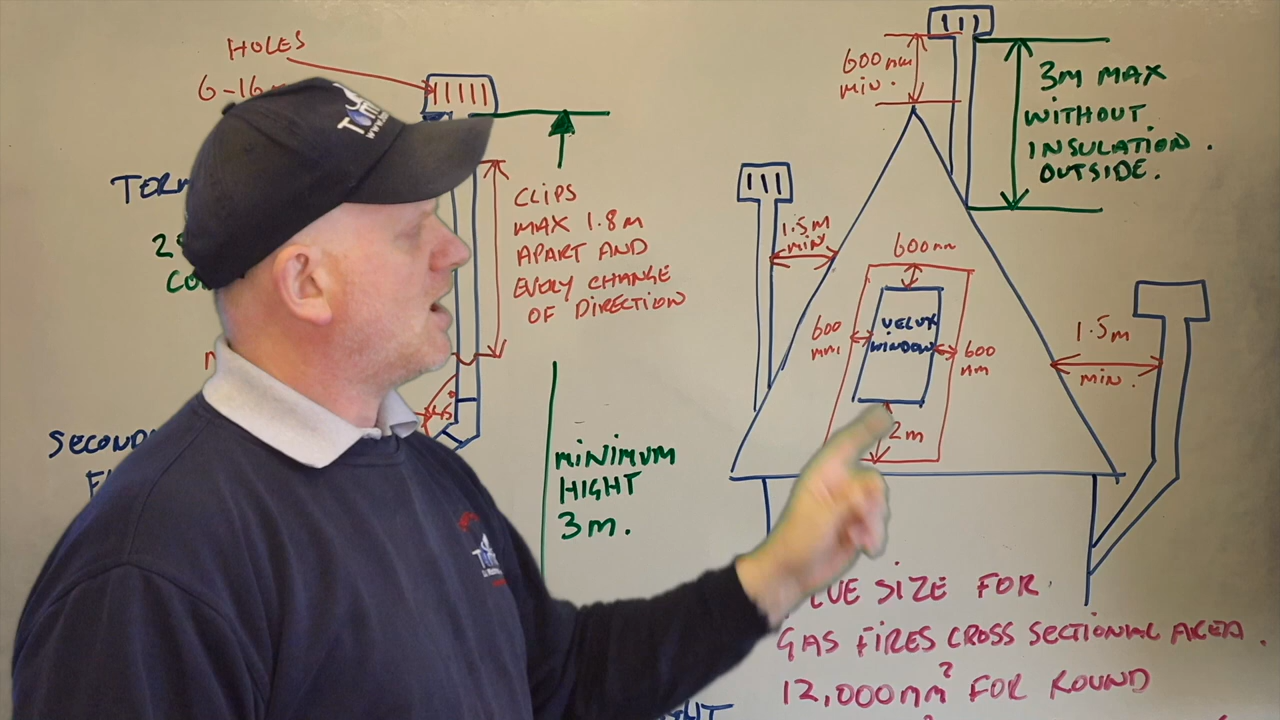 HOLES
CLIPS
MAX 1.8M
APART AND
EVERY CHANGE
OF DIRECTION
MINIMUM
HIGHT
3M.
600mm
MIN.
3M MAX
WITHOUT
INSULATION.
OUTSIDE.
1.5M
MIN
600mm
VELUX
WINDOW
600
mm
600
mm
2m
1.5M
MIN.
SIZE FOR
GAS FIRES CROSS SECTIONAL AREA.
12,000mm² FOR ROUND